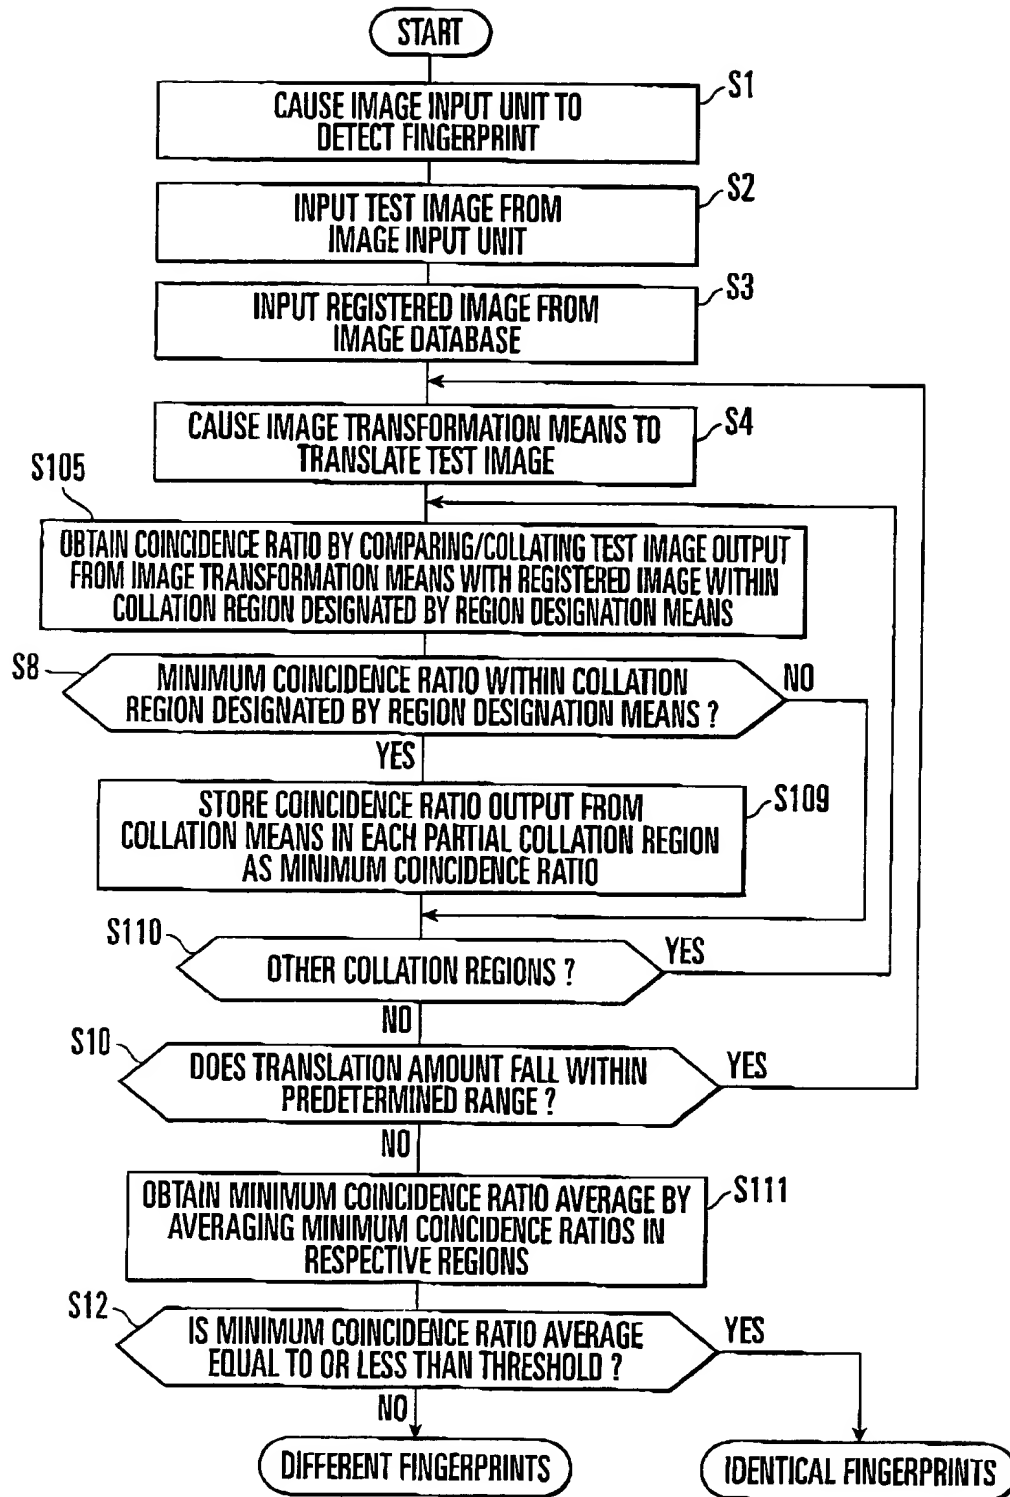 START
S1
CAUSE IMAGE INPUT UNIT TO
DETECT FINGERPRINT
S2
INPUT TEST IMAGE FROM
IMAGE INPUT UNIT
S3
INPUT REGISTERED IMAGE FROM
IMAGE DATABASE
S4
CAUSE IMAGE TRANSFORMATION MEANS TO
TRANSLATE TEST IMAGE
S105
OBTAIN COINCIDENCE RATIO BY COMPARING/COLLATING TEST IMAGE OUTPUT
FROM IMAGE TRANSFORMATION MEANS WITH REGISTERED IMAGE WITHIN
COLLATION REGION DESIGNATED BY REGION DESIGNATION MEANS
S8
MINIMUM COINCIDENCE RATIO WITHIN COLLATION
REGION DESIGNATED BY REGION DESIGNATION MEANS ?
NO
YES
S109
STORE COINCIDENCE RATIO OUTPUT FROM
COLLATION MEANS IN EACH PARTIAL COLLATION REGION
AS MINIMUM COINCIDENCE RATIO
S110
OTHER COLLATION REGIONS ?
YES
NO
S10
DOES TRANSLATION AMOUNT FALL WITHIN
PREDETERMINED RANGE ?
YES
NO
S111
OBTAIN MINIMUM COINCIDENCE RATIO AVERAGE BY
AVERAGING MINIMUM COINCIDENCE RATIOS IN
RESPECTIVE REGIONS
S12
IS MINIMUM COINCIDENCE RATIO AVERAGE
EQUAL TO OR LESS THAN THRESHOLD ?
YES
NO
DIFFERENT FINGERPRINTS
IDENTICAL FINGERPRINTS